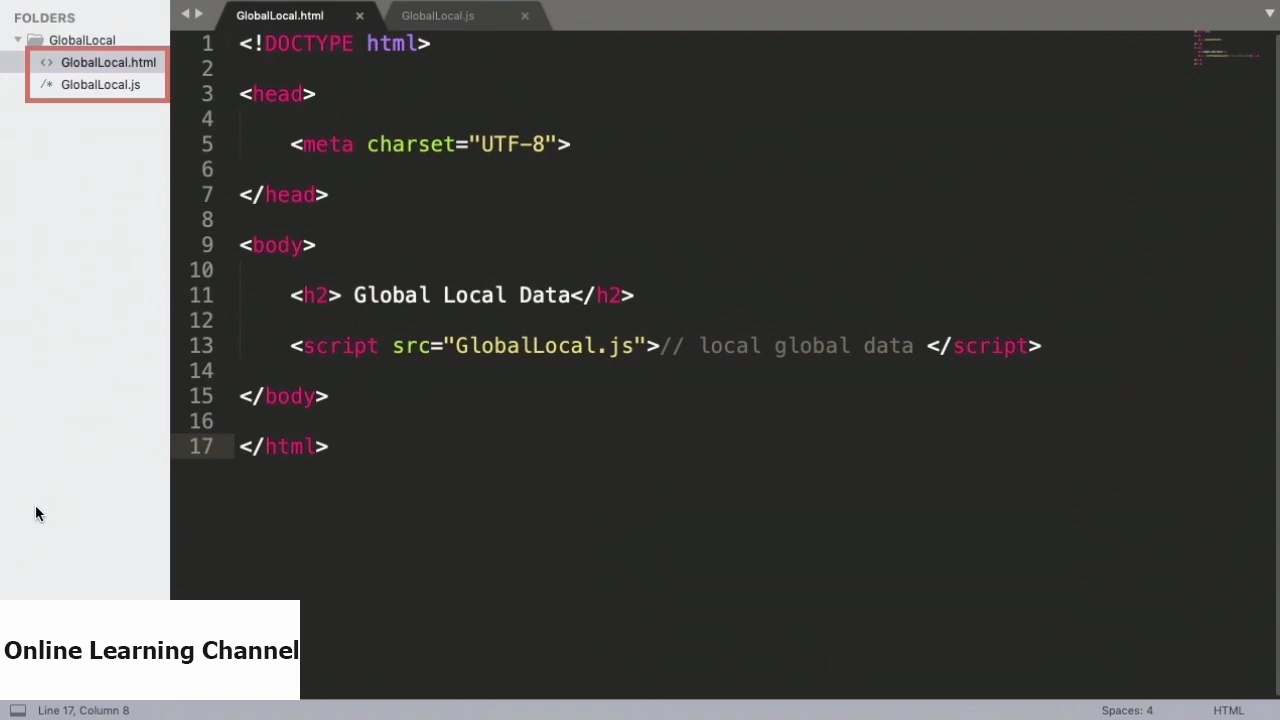 FOLDERS
GlobalLocal
<> GlobalLocal.html
/* GlobalLocal.js
GlobalLocal.html ×
GlobalLocal.js ×
1 <!DOCTYPE html>
2
3 <head>
4
5 <meta charset="UTF-8">
6
7 </head>
8
9 <body>
10
11 <h2> Global Local Data</h2>
12
13 <script src="GlobalLocal.js">// local global data </script>
14
15 </body>
16
17 </html>
Online Learning Channel
Line 17, Column 8
Spaces: 4
HTML